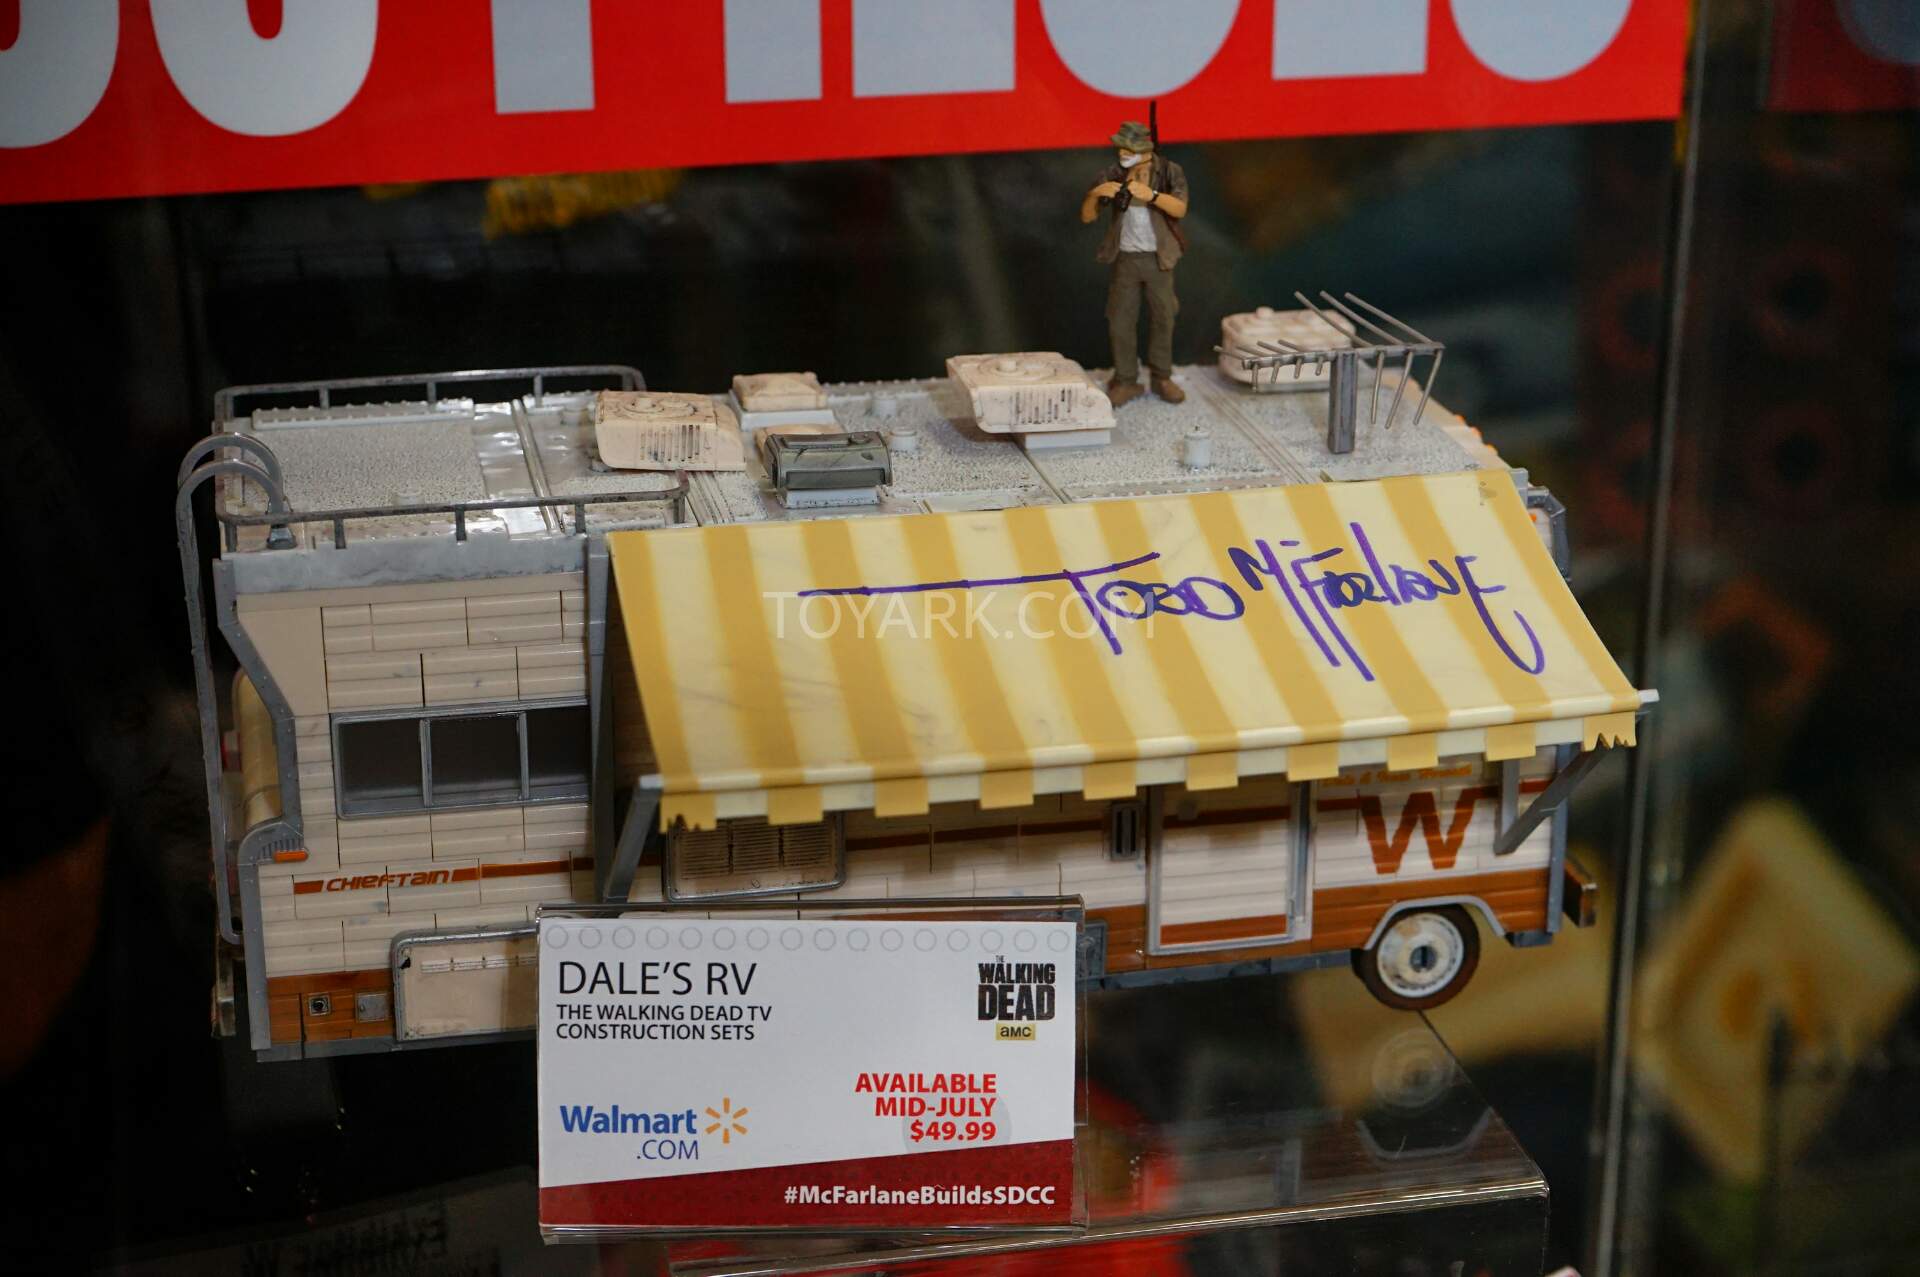 TODD McFARLANE
TOYARK.COM
CHIEFTAIN
W
DALE'S RV
THE WALKING DEAD TV
CONSTRUCTION SETS
THE
WALKING
DEAD
aMC
Walmart
.COM
AVAILABLE
MID-JULY
$49.99
#McFarlaneBuildsSDCC